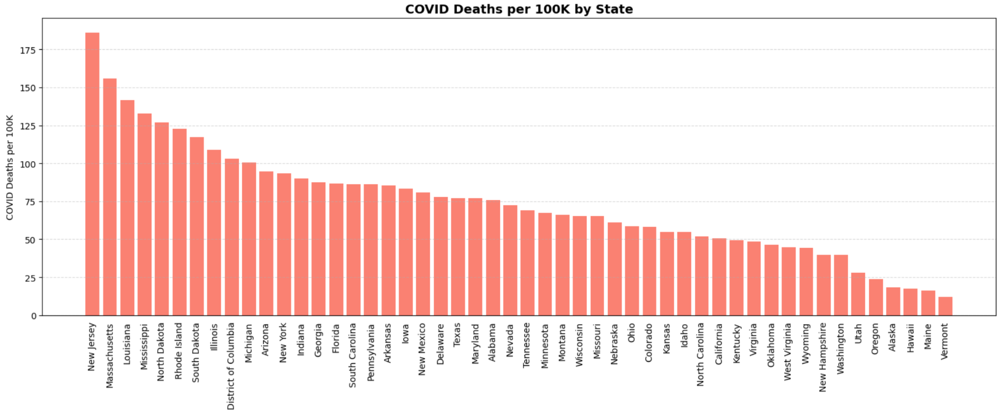 COVID Deaths per 100K by State
COVID Deaths per 100K
175
150
125
100
75
50
25
0
New Jersey
Massachusetts
Louisiana
Mississippi
North Dakota
Rhode Island
South Dakota
Illinois
District of Columbia
Michigan
Arizona
New York
Indiana
Georgia
Florida
South Carolina
Pennsylvania
Arkansas
Iowa
New Mexico
Delaware
Texas
Maryland
Alabama
Nevada
Tennessee
Minnesota
Montana
Wisconsin
Missouri
Nebraska
Ohio
Colorado
Kansas
Idaho
North Carolina
California
Kentucky
Virginia
Oklahoma
West Virginia
Wyoming
New Hampshire
Washington
Utah
Oregon
Alaska
Hawaii
Maine
Vermont